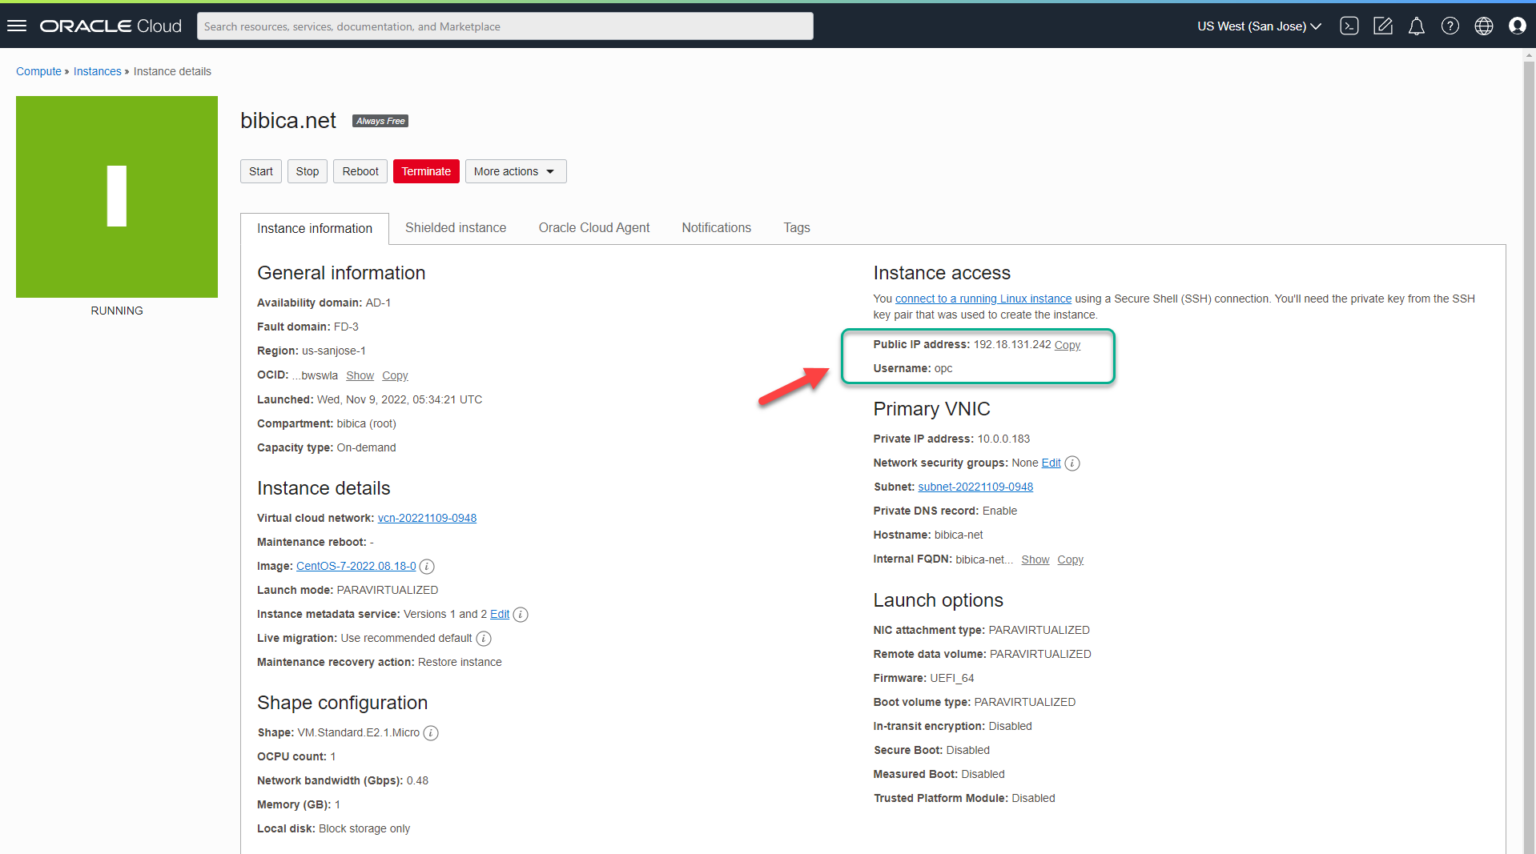 ORACLE Cloud
Search resources, services, documentation, and Marketplace
US West (San Jose)
Compute » Instances » Instance details
RUNNING
bibica.net Always Free
Start Stop Reboot Terminate More actions
Instance information Shielded instance Oracle Cloud Agent Notifications Tags
General information
Availability domain: AD-1
Fault domain: FD-3
Region: us-sanjose-1
OCID: ...bwswla Show Copy
Launched: Wed, Nov 9, 2022, 05:34:21 UTC
Compartment: bibica (root)
Capacity type: On-demand
Instance details
Virtual cloud network: vcn-20221109-0948
Maintenance reboot: -
Image: CentOS-7-2022.08.18-0 i
Launch mode: PARAVIRTUALIZED
Instance metadata service: Versions 1 and 2 Edit i
Live migration: Use recommended default i
Maintenance recovery action: Restore instance
Shape configuration
Shape: VM.Standard.E2.1.Micro i
OCPU count: 1
Network bandwidth (Gbps): 0.48
Memory (GB): 1
Local disk: Block storage only
Instance access
You connect to a running Linux instance using a Secure Shell (SSH) connection. You'll need the private key from the SSH
key pair that was used to create the instance.
Public IP address: 192.18.131.242 Copy
Username: opc
Primary VNIC
Private IP address: 10.0.0.183
Network security groups: None Edit i
Subnet: subnet-20221109-0948
Private DNS record: Enable
Hostname: bibica-net
Internal FQDN: bibica-net... Show Copy
Launch options
NIC attachment type: PARAVIRTUALIZED
Remote data volume: PARAVIRTUALIZED
Firmware: UEFI_64
Boot volume type: PARAVIRTUALIZED
In-transit encryption: Disabled
Secure Boot: Disabled
Measured Boot: Disabled
Trusted Platform Module: Disabled